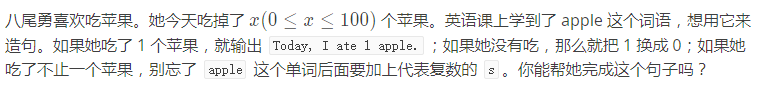 八尾勇喜欢吃苹果。她今天吃掉了 x(0 ≤ x ≤ 100) 个苹果。英语课上学到了 apple 这个词语，想用它来
造句。如果她吃了 1 个苹果，就输出 Today, I ate 1 apple. ；如果她没有吃，那么就把 1 换成 0；如果她
吃了不止一个苹果，别忘了 apple 这个单词后面要加上代表复数的 s 。你能帮她完成这个句子吗？